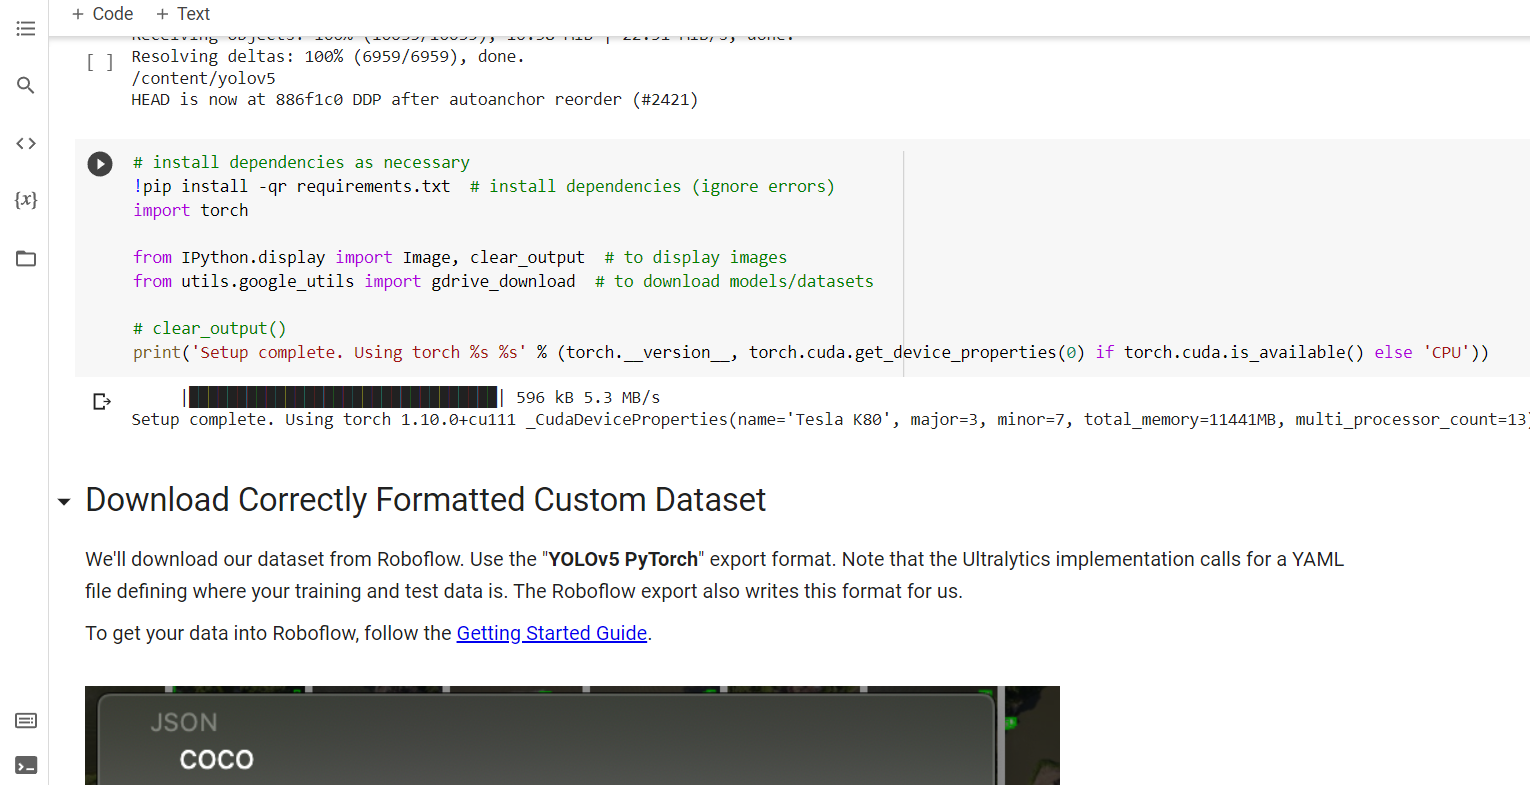 + Code + Text
Receiving objects: 100% done.
[ ]
Resolving deltas: 100% (6959/6959), done.
/content/yolov5
HEAD is now at 886f1c0 DDP after autoanchor reorder (#2421)
# install dependencies as necessary
!pip install -qr requirements.txt  # install dependencies (ignore errors)
import torch
from IPython.display import Image, clear_output  # to display images
from utils.google_utils import gdrive_download  # to download models/datasets
# clear_output()
print('Setup complete. Using torch %s %s' % (torch.__version__, torch.cuda.get_device_properties(0) if torch.cuda.is_available() else 'CPU'))
| | 596 kB 5.3 MB/s
Setup complete. Using torch 1.10.0+cu111 _CudaDeviceProperties(name='Tesla K80', major=3, minor=7, total_memory=11441MB, multi_processor_count=13)
Download Correctly Formatted Custom Dataset
We'll download our dataset from Roboflow. Use the "YOLOv5 PyTorch" export format. Note that the Ultralytics implementation calls for a YAML
file defining where your training and test data is. The Roboflow export also writes this format for us.
To get your data into Roboflow, follow the Getting Started Guide.
JSON
COCO
{x}